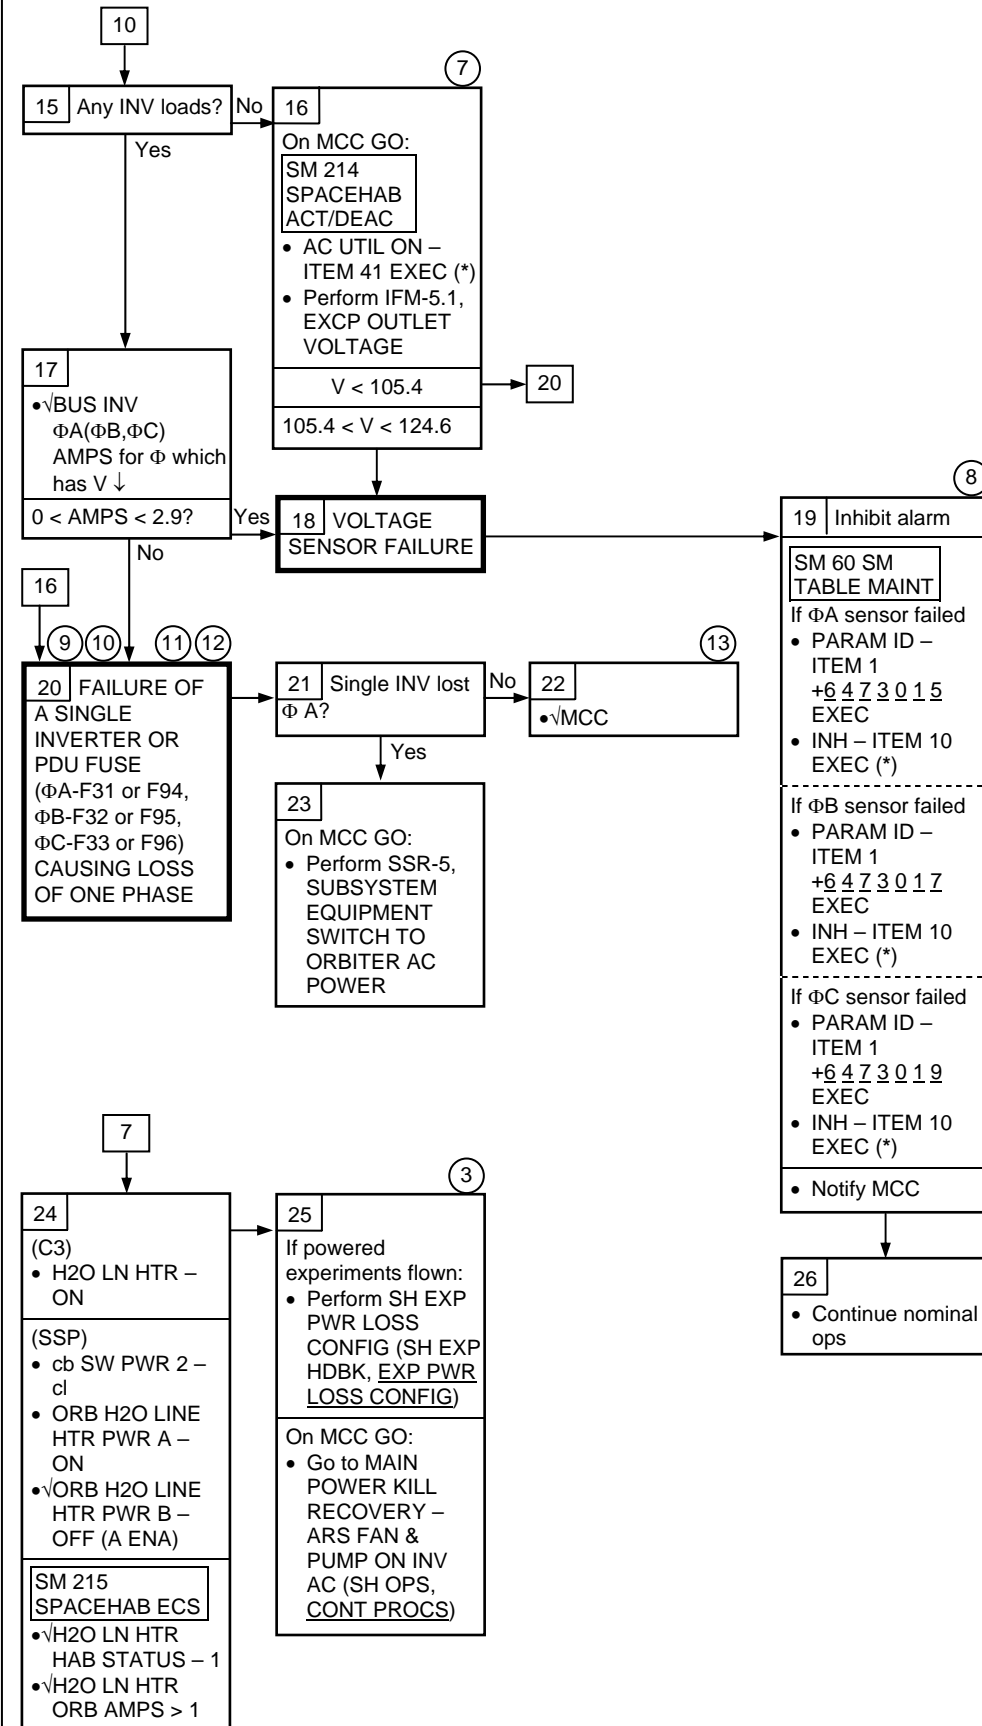 10
7
15 Any INV loads?
No
Yes
16
On MCC GO:
SM 214
SPACEHAB
ACT/DEAC
• AC UTIL ON –
ITEM 41 EXEC (*)
• Perform IFM-5.1,
EXCP OUTLET
VOLTAGE
V < 105.4
105.4 < V < 124.6
20
17
•√BUS INV
ΦA(ΦB,ΦC)
AMPS for Φ which
has V ↓
0 < AMPS < 2.9?
Yes
No
18 VOLTAGE
SENSOR FAILURE
8
19 Inhibit alarm
SM 60 SM
TABLE MAINT
If ΦA sensor failed
• PARAM ID –
ITEM 1
+6 4 7 3 0 1 5
EXEC
• INH – ITEM 10
EXEC (*)
If ΦB sensor failed
• PARAM ID –
ITEM 1
+6 4 7 3 0 1 7
EXEC
• INH – ITEM 10
EXEC (*)
If ΦC sensor failed
• PARAM ID –
ITEM 1
+6 4 7 3 0 1 9
EXEC
• INH – ITEM 10
EXEC (*)
• Notify MCC
26
• Continue nominal
ops
16
9 10 11 12
20 FAILURE OF
A SINGLE
INVERTER OR
PDU FUSE
(ΦA-F31 or F94,
ΦB-F32 or F95,
ΦC-F33 or F96)
CAUSING LOSS
OF ONE PHASE
21 Single INV lost
Φ A?
No
Yes
13
22
•√MCC
23
On MCC GO:
• Perform SSR-5,
SUBSYSTEM
EQUIPMENT
SWITCH TO
ORBITER AC
POWER
7
24
(C3)
• H2O LN HTR –
ON
(SSP)
• cb SW PWR 2 –
cl
• ORB H2O LINE
HTR PWR A –
ON
•√ORB H2O LINE
HTR PWR B –
OFF (A ENA)
SM 215
SPACEHAB ECS
•√H2O LN HTR
HAB STATUS – 1
•√H2O LN HTR
ORB AMPS > 1
3
25
If powered
experiments flown:
• Perform SH EXP
PWR LOSS
CONFIG (SH EXP
HDBK, EXP PWR
LOSS CONFIG)
On MCC GO:
• Go to MAIN
POWER KILL
RECOVERY –
ARS FAN &
PUMP ON INV
AC (SH OPS,
CONT PROCS)